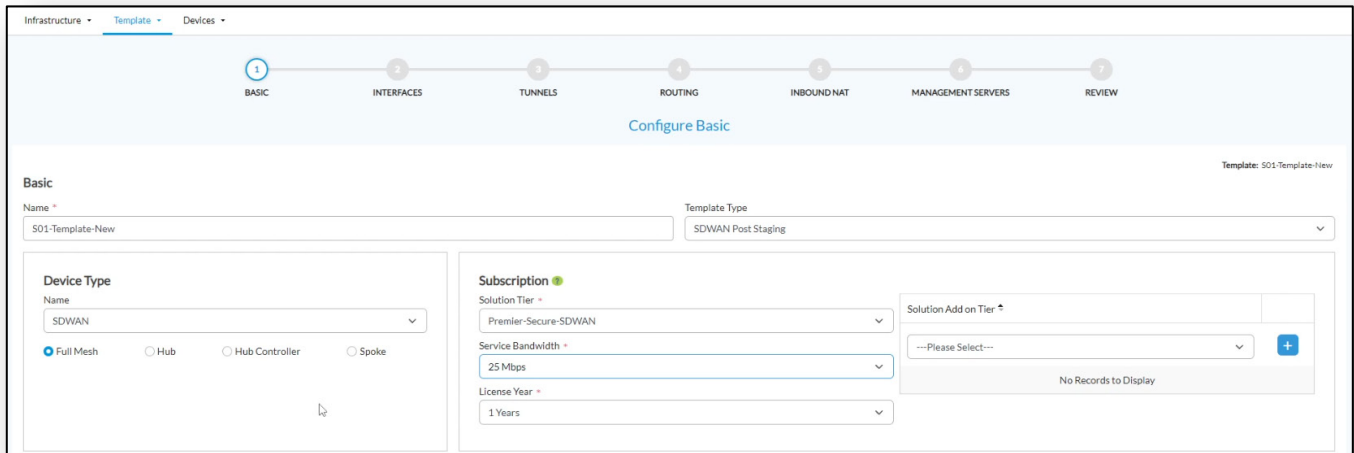 Infrastructure Template Devices
1 2 3 4 5 6 7
BASIC INTERFACES TUNNELS ROUTING INBOUND NAT MANAGEMENT SERVERS REVIEW
Configure Basic
Template: S01-Template-New
Basic
Name * Template Type
S01-Template-New SDWAN Post Staging
Device Type
Name
SDWAN
Full Mesh Hub Hub Controller Spoke
Subscription ?
Solution Tier *
Premier-Secure-SDWAN
Service Bandwidth *
25 Mbps
License Year *
1 Years
Solution Add on Tier
---Please Select--- +
No Records to Display